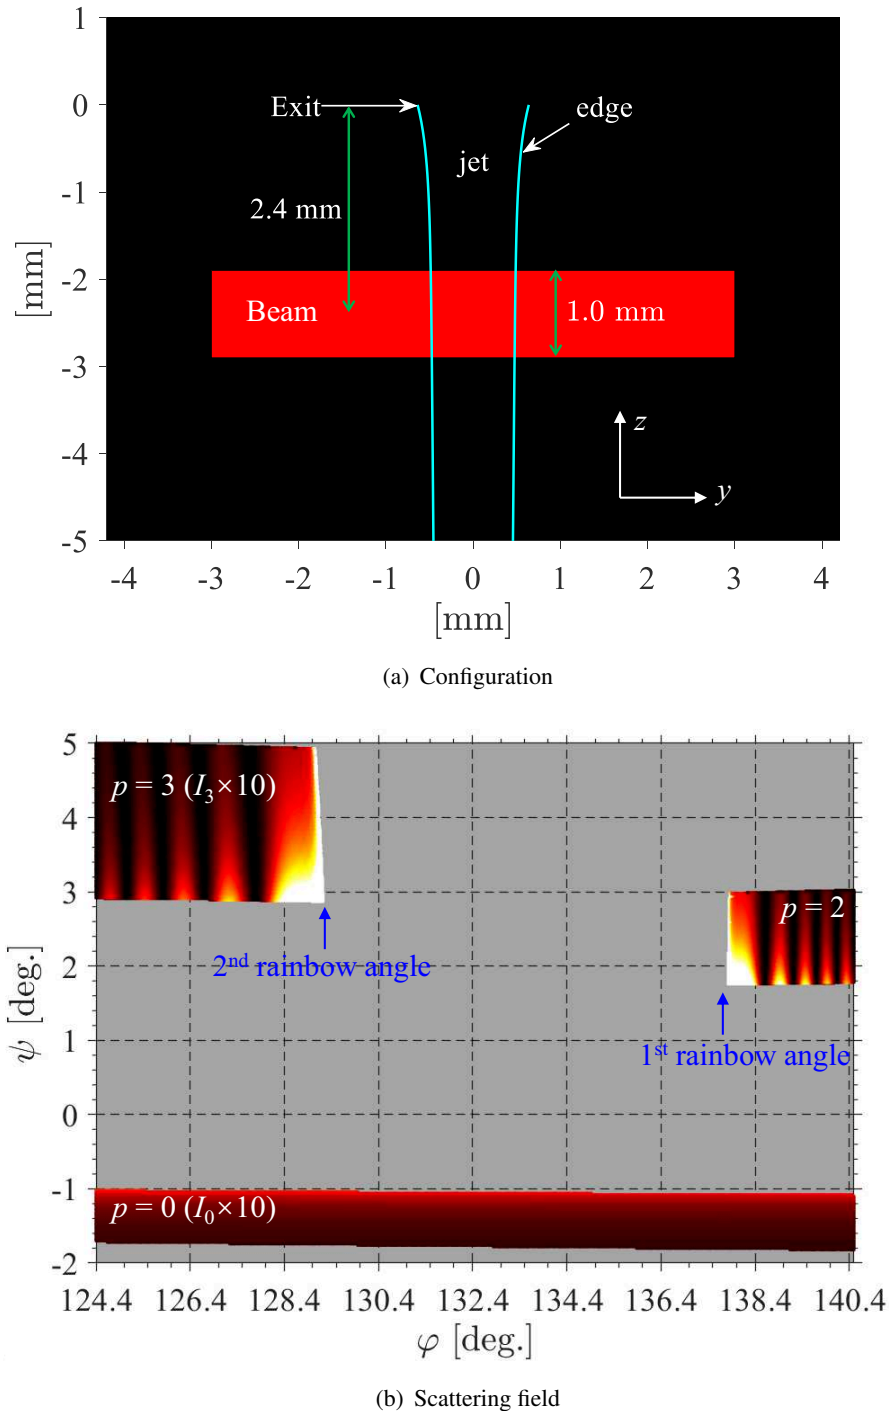 1
0
-1
-2
-3
-4
-5
[mm]
Exit
edge
jet
2.4 mm
Beam
1.0 mm
z
y
-4 -3 -2 -1 0 1 2 3 4
[mm]
(a) Configuration
5
4
3
2
1
0
-1
-2
ψ [deg.]
p = 3 (I₃×10)
p = 2
2ⁿᵈ rainbow angle
1ˢᵗ rainbow angle
p = 0 (I₀×10)
124.4 126.4 128.4 130.4 132.4 134.4 136.4 138.4 140.4
φ [deg.]
(b) Scattering field